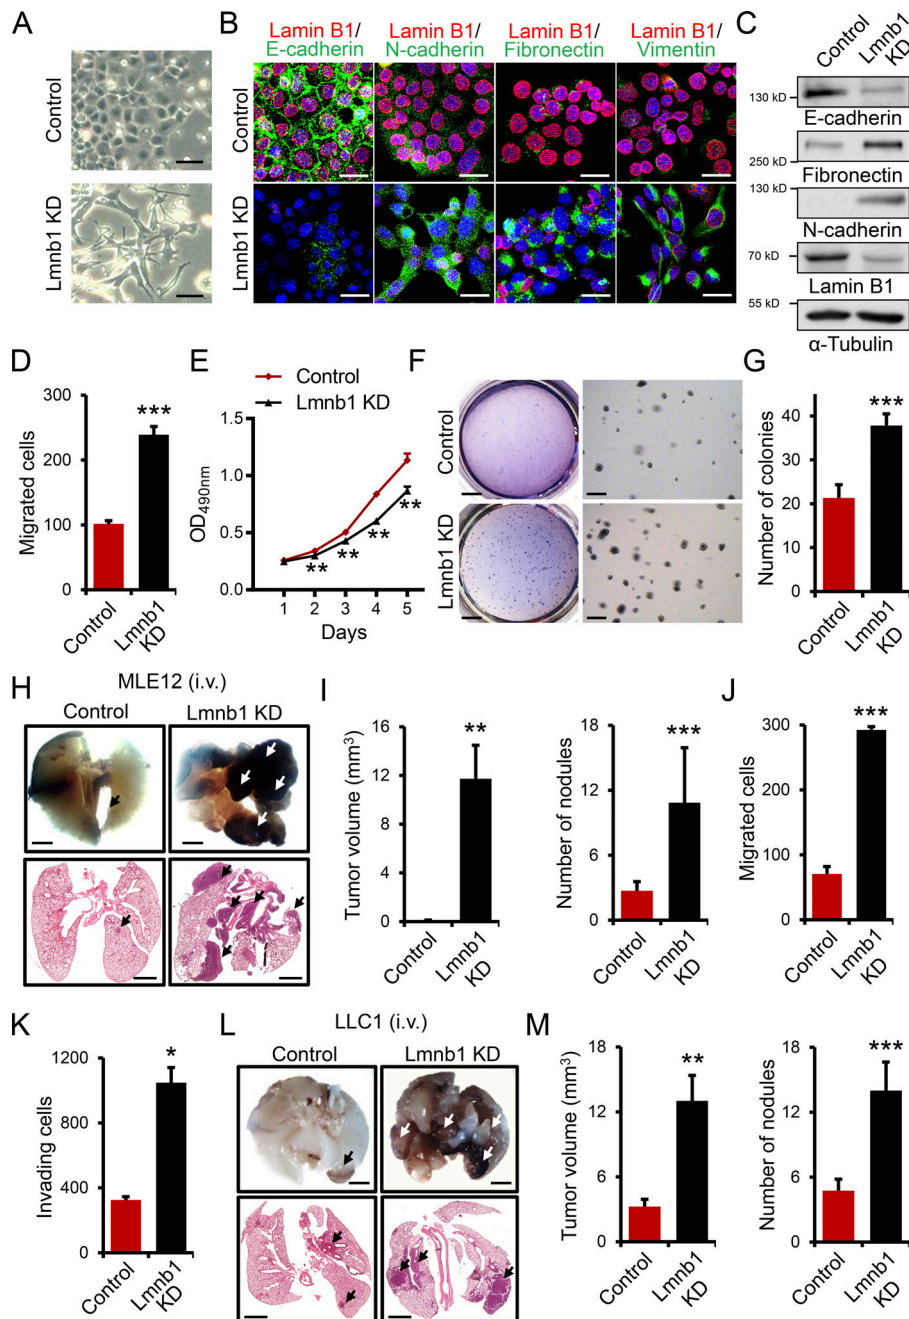 A
Control
Lmnb1 KD
B
Lamin B1/
E-cadherin
Lamin B1/
N-cadherin
Lamin B1/
Fibronectin
Lamin B1/
Vimentin
Control
Lmnb1 KD
C
Control
Lmnb1
KD
130 kD
E-cadherin
250 kD
Fibronectin
130 kD
N-cadherin
70 kD
Lamin B1
55 kD
α-Tubulin
D
Migrated cells
300
200
100
0
***
Control
Lmnb1
KD
E
Control
Lmnb1 KD
OD490nm
1.5
1.0
0.5
0.0
**
**
**
**
1 2 3 4 5
Days
F
Control
Lmnb1 KD
G
Number of colonies
40
30
20
10
0
***
Control
Lmnb1
KD
H
MLE12 (i.v.)
Control
Lmnb1 KD
I
Tumor volume (mm3)
16
12
8
4
0
**
Control
Lmnb1
KD
Number of nodules
18
12
6
0
***
Control
Lmnb1
KD
J
Migrated cells
300
200
100
0
***
Control
Lmnb1
KD
K
Invading cells
1200
800
400
0
*
Control
Lmnb1
KD
L
LLC1 (i.v.)
Control
Lmnb1 KD
M
Tumor volume (mm3)
18
12
6
0
**
Control
Lmnb1
KD
Number of nodules
18
12
6
0
***
Control
Lmnb1
KD